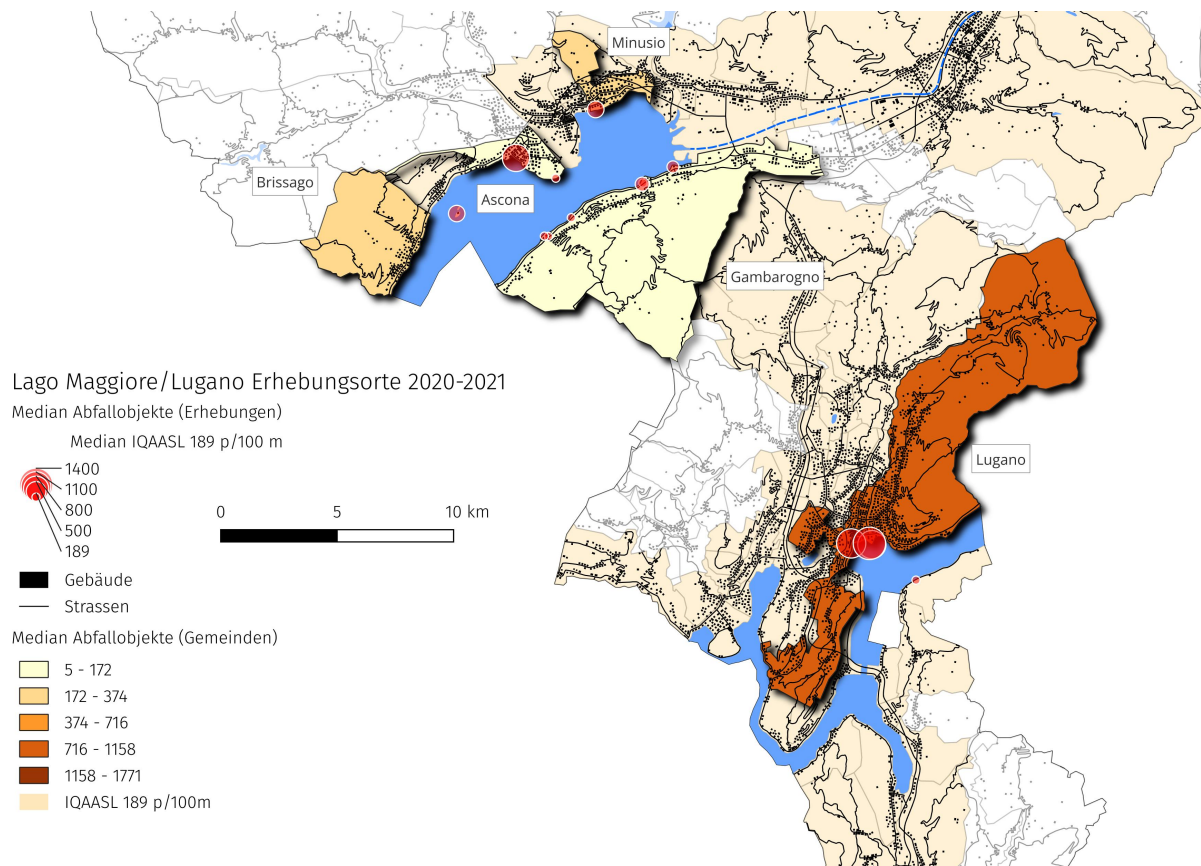 Minusio
Brissago
Ascona
Gambarogno
Lugano
Lago Maggiore/Lugano Erhebungsorte 2020-2021
Median Abfallobjekte (Erhebungen)
Median IQAASL 189 p/100 m
1400
1100
800
500
189
0 5 10 km
Gebäude
Strassen
Median Abfallobjekte (Gemeinden)
5 - 172
172 - 374
374 - 716
716 - 1158
1158 - 1771
IQAASL 189 p/100m